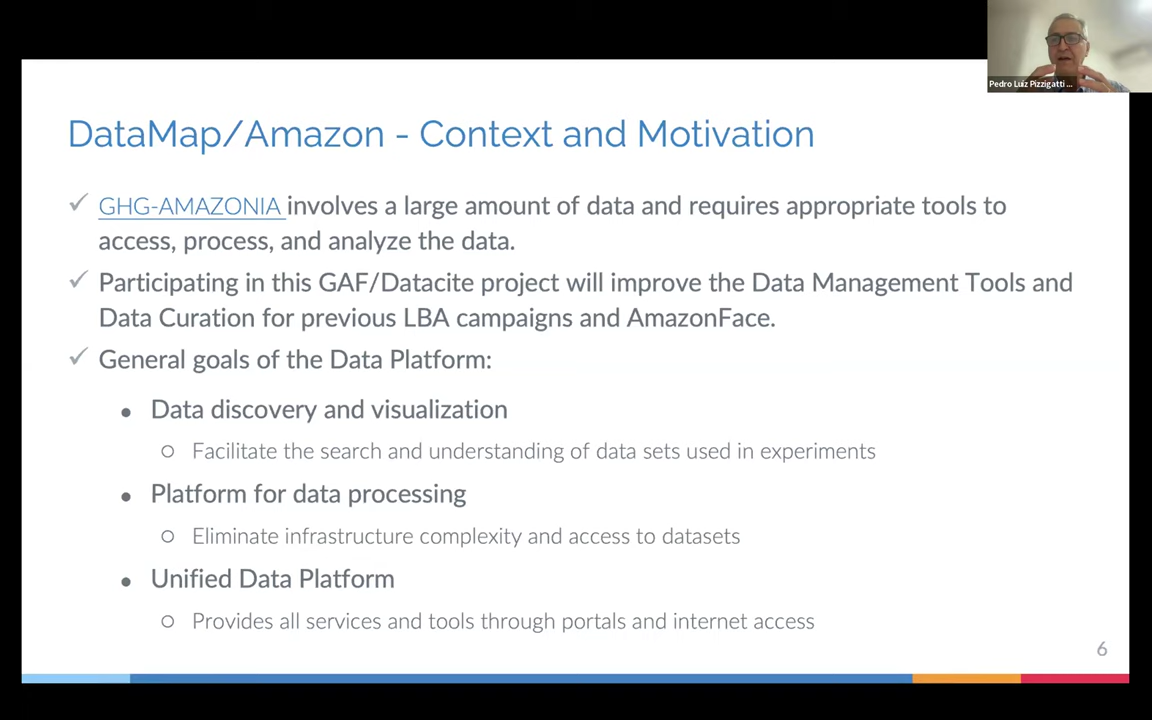 Pedro Luiz Pizzigatti ...
DataMap/Amazon - Context and Motivation
✓ GHG-AMAZONIA involves a large amount of data and requires appropriate tools to
access, process, and analyze the data.
✓ Participating in this GAF/Datacite project will improve the Data Management Tools and
Data Curation for previous LBA campaigns and AmazonFace.
✓ General goals of the Data Platform:
● Data discovery and visualization
○ Facilitate the search and understanding of data sets used in experiments
● Platform for data processing
○ Eliminate infrastructure complexity and access to datasets
● Unified Data Platform
○ Provides all services and tools through portals and internet access
6